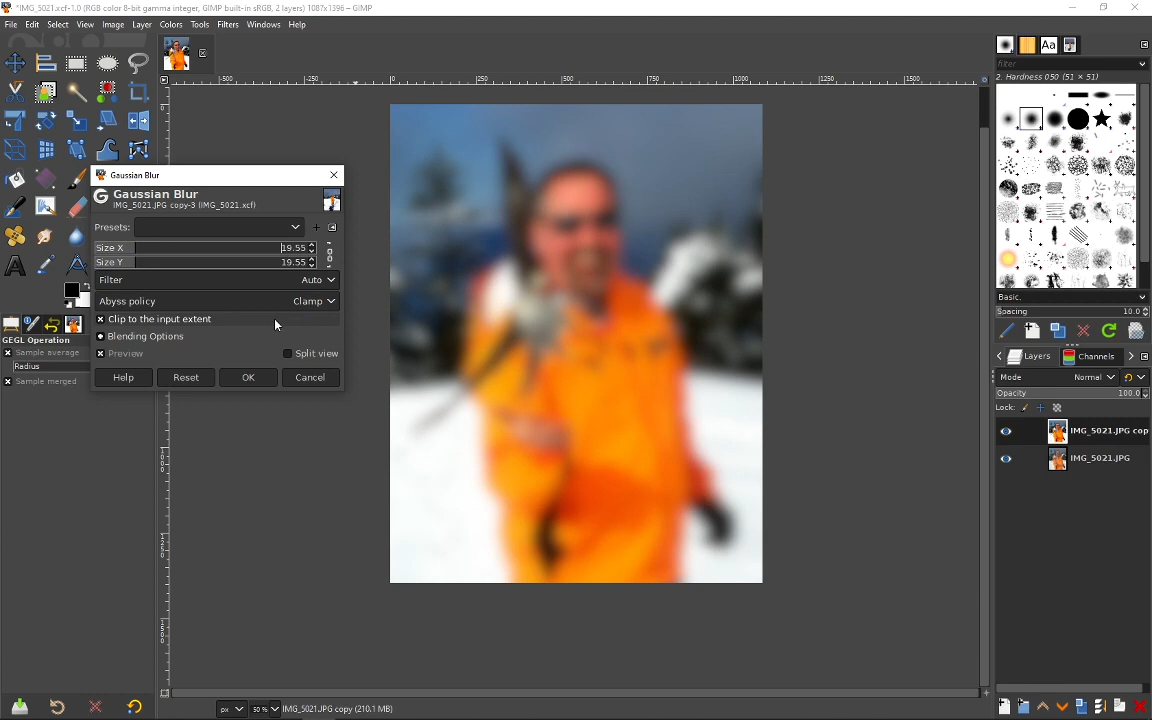 *IMG_5021.xcf-1.0 (RGB color 8-bit gamma integer, GIMP built-in sRGB, 2 layers) 1087x1396 – GIMP
File Edit Select View Image Layer Colors Tools Filters Windows Help
Aa
filter
2. Hardness 050 (51 × 51)
Gaussian Blur
Gaussian Blur
IMG_5021.JPG copy-3 (IMG_5021.xcf)
Presets:
Size X 19.55
Size Y 19.55
Filter Auto
Abyss policy Clamp
Clip to the input extent
Blending Options
Preview Split view
Help Reset OK Cancel
GEGL Operation
Sample average
Radius
Sample merged
Basic.
Spacing 10.0
Layers Channels
Mode Normal
Opacity 100.0
Lock:
IMG_5021.JPG cop
IMG_5021.JPG
px 50 % IMG_5021.JPG copy (210.1 MB)